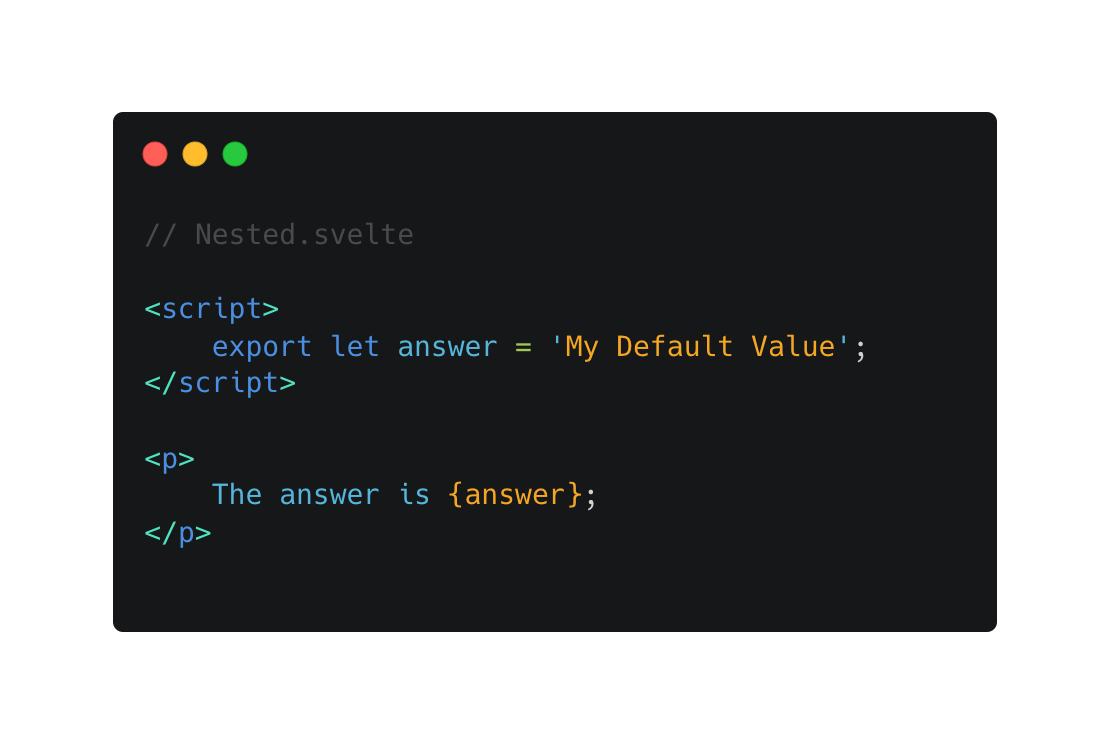 // Nested.svelte
<script>
export let answer = 'My Default Value';
</script>
<p>
The answer is {answer};
</p>